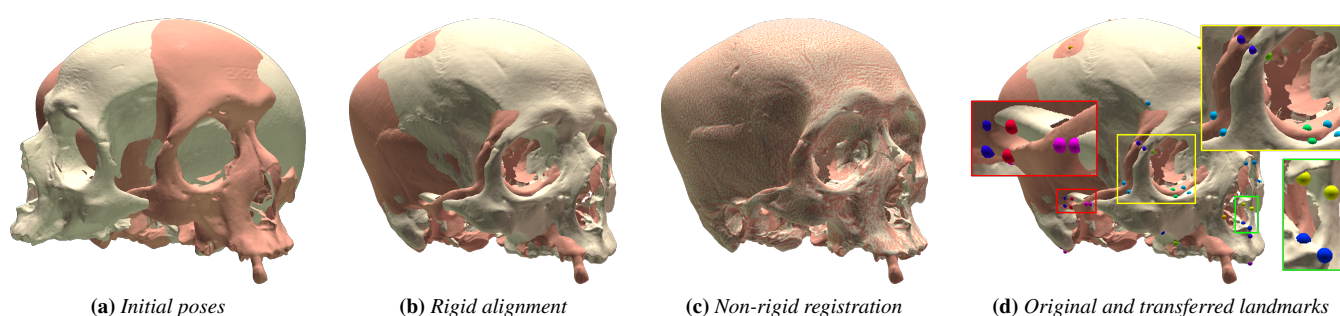 (a) Initial poses
(b) Rigid alignment
(c) Non-rigid registration
(d) Original and transferred landmarks